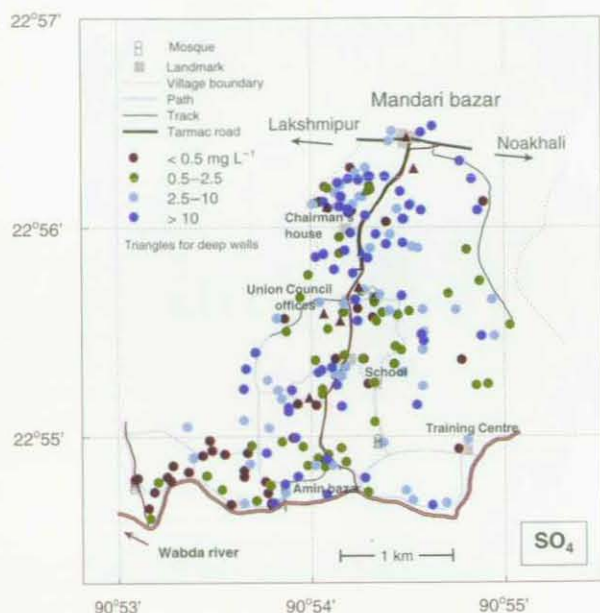 22°57'
Mosque
Landmark
Village boundary
Path
Track
Tarmac road
< 0.5 mg L⁻¹
0.5–2.5
2.5–10
> 10
Triangles for deep wells
Mandari bazar
Lakshmipur
Noakhali
22°56'
Chairman's
house
Union Council
offices
School
22°55'
Training Centre
Amin bazar
Wabda river
1 km
SO₄
90°53'
90°54'
90°55'